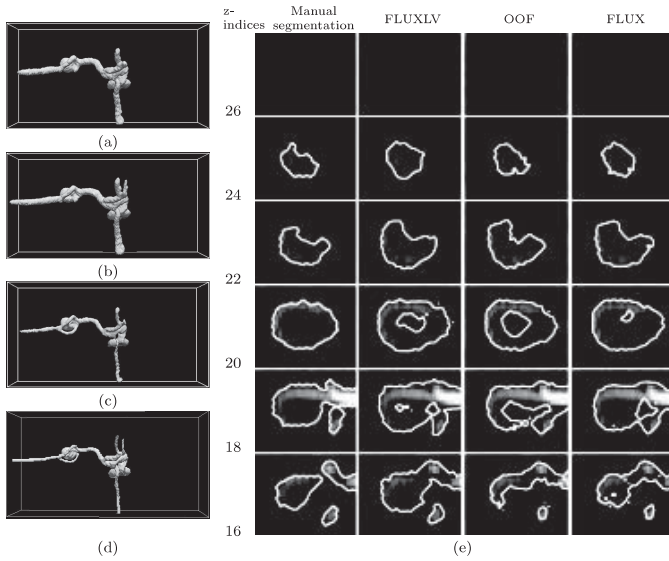 z-
indices
Manual
segmentation
FLUXLV
OOF
FLUX
26
(a)
24
(b)
22
(c)
20
18
(d)
16
(e)